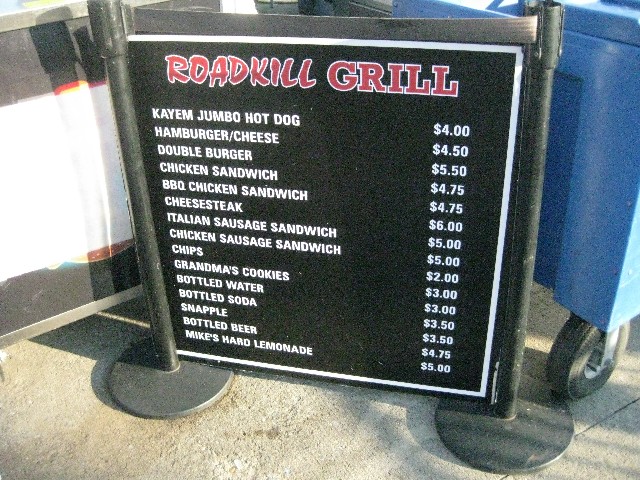 ROADKILL GRILL
KAYEM JUMBO HOT DOG $4.00
HAMBURGER/CHEESE $4.50
DOUBLE BURGER $5.50
CHICKEN SANDWICH $4.75
BBQ CHICKEN SANDWICH $4.75
CHEESESTEAK $6.00
ITALIAN SAUSAGE SANDWICH $5.00
CHICKEN SAUSAGE SANDWICH $5.00
CHIPS $2.00
GRANDMA'S COOKIES $3.00
BOTTLED WATER $3.00
BOTTLED SODA $3.50
SNAPPLE $3.50
BOTTLED BEER $4.75
MIKE'S HARD LEMONADE $5.00